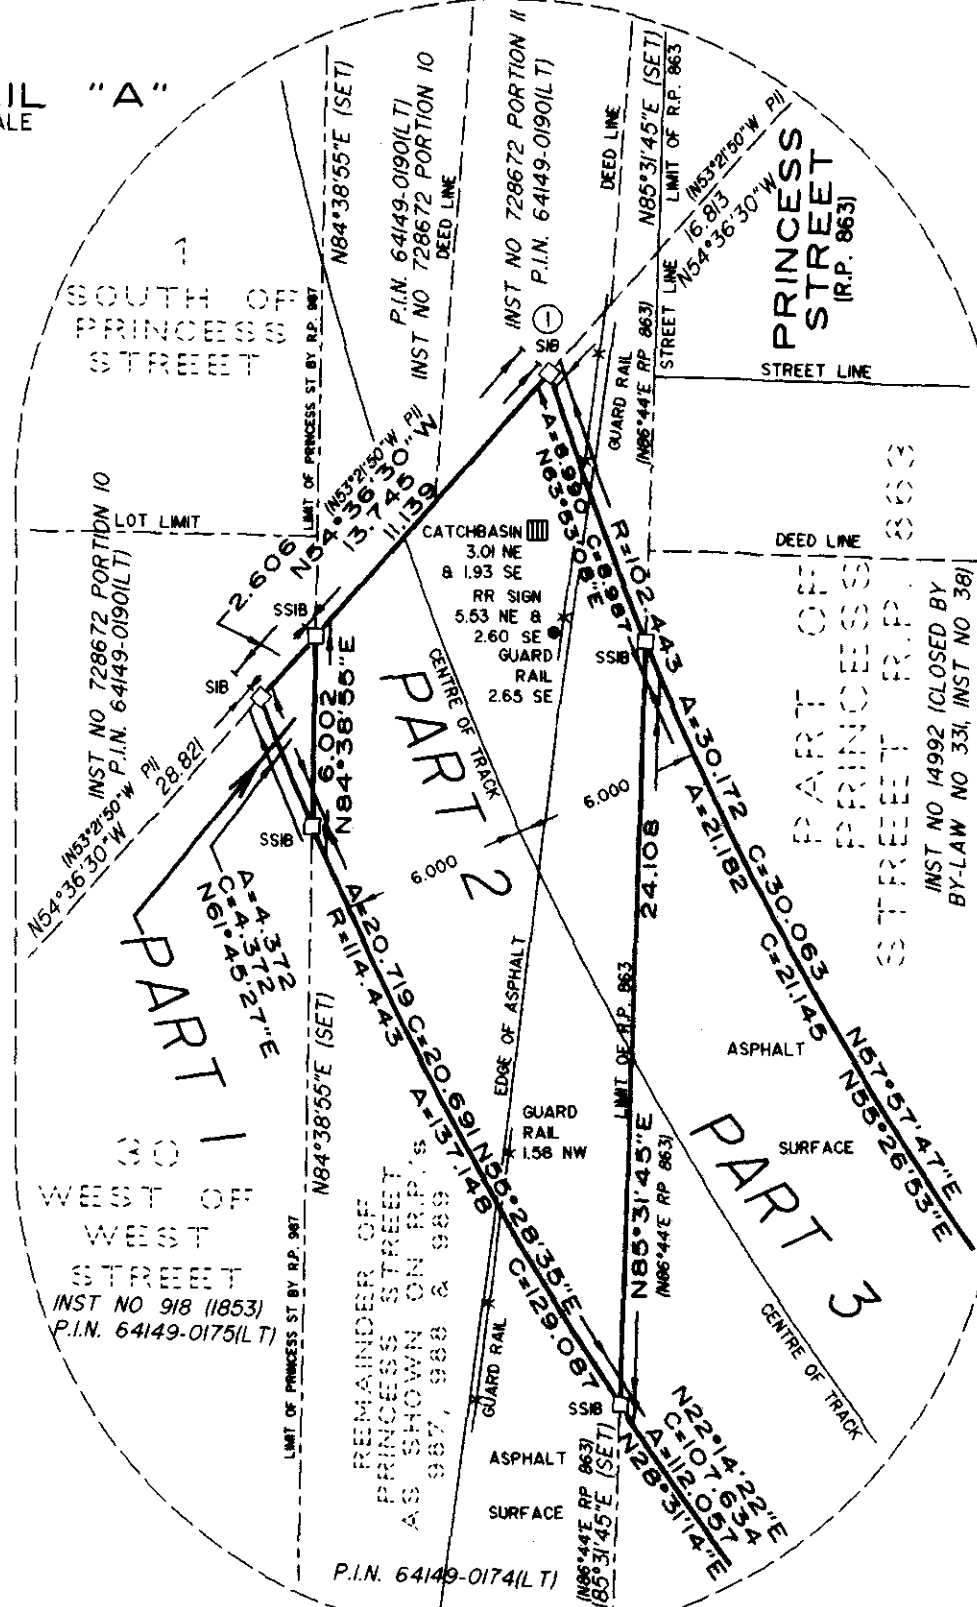 "A"
N84°38'55"E (SET)
P.I.N. 64149-0190(LT)
INST NO 728672 PORTION 10
DEED LINE
INST NO 728672 PORTION 11
P.I.N. 64149-0190(LT)
DEED LINE
N85°31'45"E (SET)
LIMIT OF R.P. 863
(N53°21'50"W P11)
16.813
N54°36'30"W
PRINCESS
STREET
(R.P. 863)
1
SOUTH OF
PRINCESS
STREET
LIMIT OF PRINCESS ST BY R.P. 987
SIB
1
GUARD RAIL
(N86°44'E RP 863)
STREET LINE
STREET LINE
(N53°21'50"W P11)
N54°36'30"W
13.745
11.139
2.606
LOT LIMIT
INST NO 728672 PORTION 10
P.I.N. 64149-0190(LT)
A=8.990 C=8.987
N63°53'08"E
R=102.443
CATCHBASIN
3.01 NE
& 1.93 SE
RR SIGN
5.53 NE &
2.60 SE
GUARD
RAIL
2.65 SE
DEED LINE
SSIB
SSIB
SIB
6.002
N84°38'55"E
CENTRE OF TRACK
PART 2
6.000
6.000
PART OF
PRINCESS
STREET R.P. 863
INST NO 14992 (CLOSED BY
BY-LAW NO 331, INST NO 381)
(N53°21'50"W P11)
28.821
N54°36'30"W
SSIB
A=4.372
C=4.372
N61°45'27"E
PART 1
A=30.172 C=30.063 N57°57'47"E
A=21.182 C=21.145 N55°26'53"E
24.108
LIMIT OF R.P. 863
N85°31'45"E
(N86°44'E RP 863)
A=20.719 C=20.691 N55°28'35"E
R=114.443 A=137.148 C=129.087
EDGE OF ASPHALT
ASPHALT
SURFACE
N84°38'55"E (SET)
GUARD
RAIL
1.58 NW
PART 3
30
WEST OF
WEST
STREET
INST NO 918 (1853)
P.I.N. 64149-0175(LT)
LIMIT OF PRINCESS ST BY R.P. 987
REMAINDER OF
PRINCESS STREET
AS SHOWN ON R.P.'s
987, 988 & 989
GUARD RAIL
CENTRE OF TRACK
SSIB
N22°14'22"E
C=107.634
A=112.057
N28°31'14"E
ASPHALT
SURFACE
(N86°44'E RP 863)
85°31'45"E (SET)
P.I.N. 64149-0174(LT)